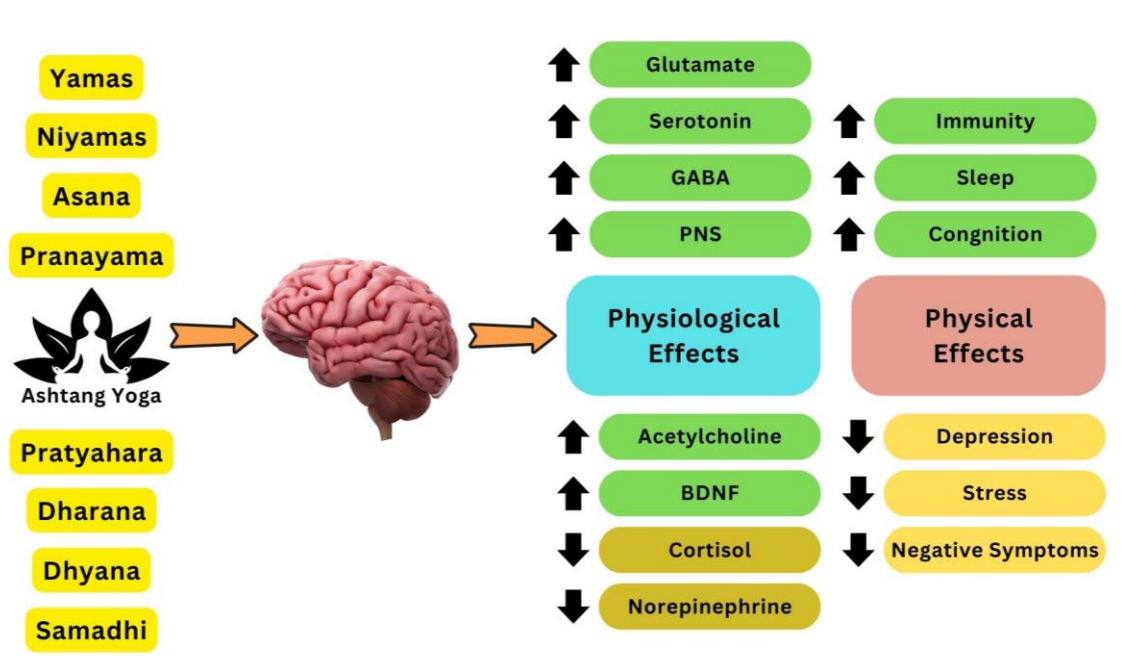 Yamas
Niyamas
Asana
Pranayama
Ashtang Yoga
Pratyahara
Dharana
Dhyana
Samadhi
Glutamate
Serotonin
GABA
PNS
Physiological
Effects
Acetylcholine
BDNF
Cortisol
Norepinephrine
Immunity
Sleep
Congnition
Physical
Effects
Depression
Stress
Negative Symptoms